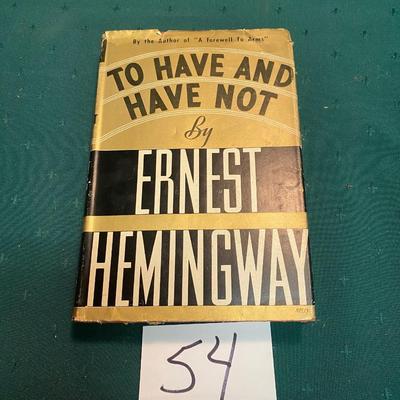 By the Author of "A Farewell To Arms"
TO HAVE AND
HAVE NOT
By
ERNEST
HEMINGWAY
54